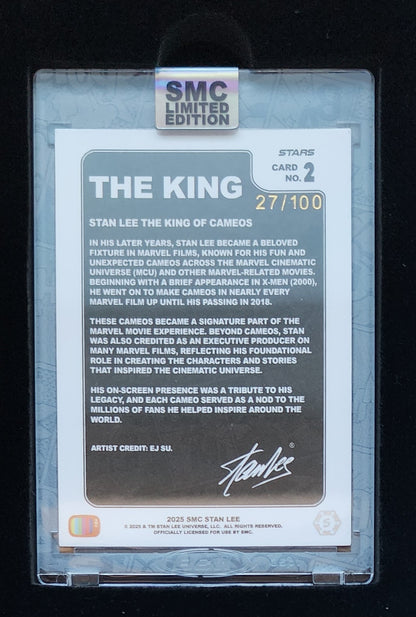 SMC
LIMITED
EDITION
STARS
CARD
NO. 2
THE KING
27/100
STAN LEE THE KING OF CAMEOS
IN HIS LATER YEARS, STAN LEE BECAME A BELOVED
FIXTURE IN MARVEL FILMS, KNOWN FOR HIS FUN AND
UNEXPECTED CAMEOS ACROSS THE MARVEL CINEMATIC
UNIVERSE (MCU) AND OTHER MARVEL-RELATED MOVIES.
BEGINNING WITH A BRIEF APPEARANCE IN X-MEN (2000),
HE WENT ON TO MAKE CAMEOS IN NEARLY EVERY
MARVEL FILM UP UNTIL HIS PASSING IN 2018.
THESE CAMEOS BECAME A SIGNATURE PART OF THE
MARVEL MOVIE EXPERIENCE. BEYOND CAMEOS, STAN
WAS ALSO CREDITED AS AN EXECUTIVE PRODUCER ON
MANY MARVEL FILMS, REFLECTING HIS FOUNDATIONAL
ROLE IN CREATING THE CHARACTERS AND STORIES
THAT INSPIRED THE CINEMATIC UNIVERSE.
HIS ON-SCREEN PRESENCE WAS A TRIBUTE TO HIS
LEGACY, AND EACH CAMEO SERVED AS A NOD TO THE
MILLIONS OF FANS HE HELPED INSPIRE AROUND THE
WORLD.
ARTIST CREDIT: EJ SU.
Stan Lee ®
2025 SMC STAN LEE
© 2025 & TM STAN LEE UNIVERSE, LLC. ALL RIGHTS RESERVED.
OFFICIALLY LICENSED FOR USE BY SMC.